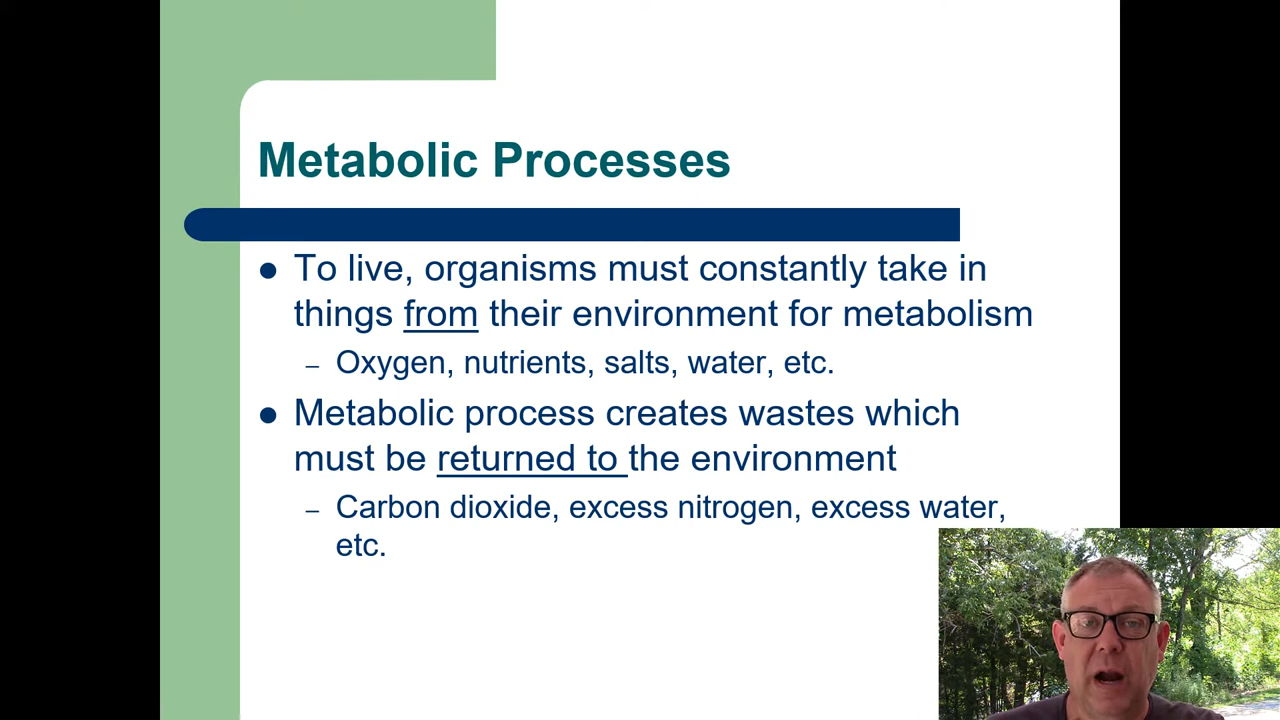 Metabolic Processes
● To live, organisms must constantly take in
things from their environment for metabolism
– Oxygen, nutrients, salts, water, etc.
● Metabolic process creates wastes which
must be returned to the environment
– Carbon dioxide, excess nitrogen, excess water,
etc.